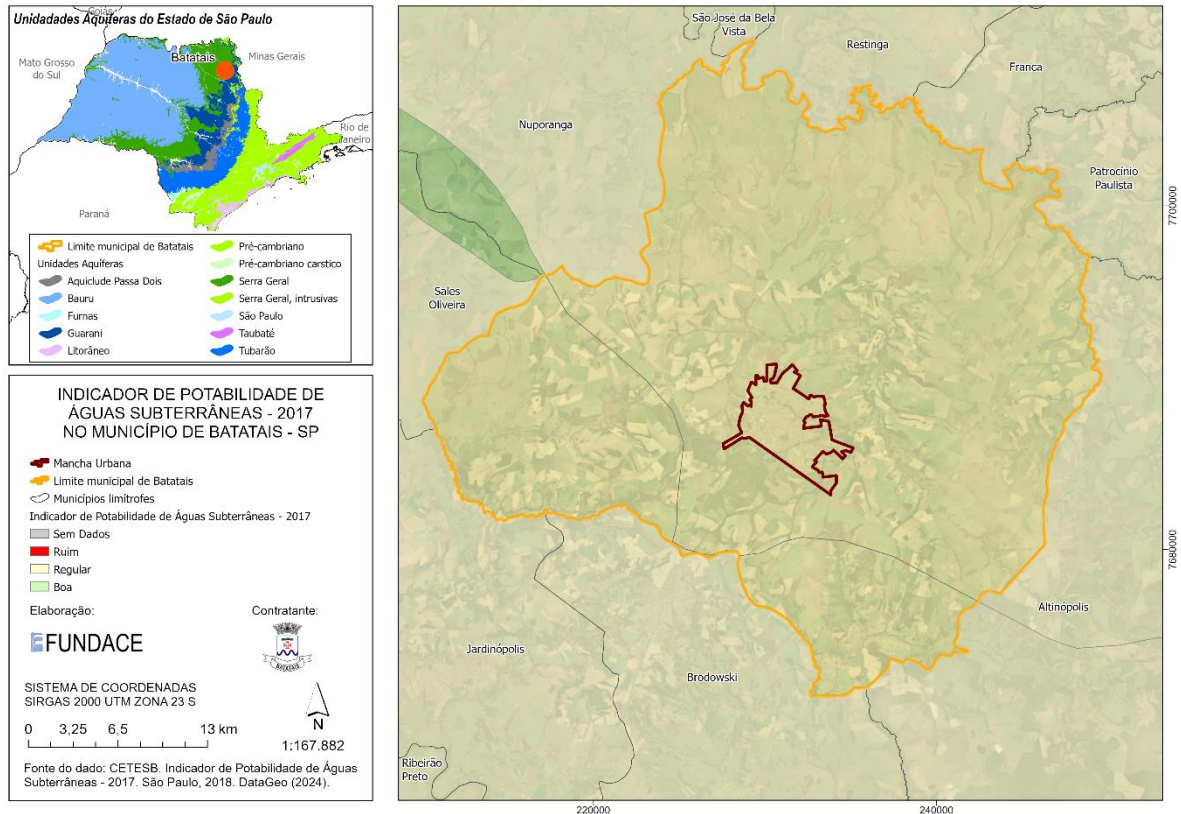 Goiás
Unidadades Aquíferas do Estado de São Paulo
Batatais
Minas Gerais
Mato Grosso
do Sul
Rio de
Janeiro
Paraná
Limite municipal de Batatais
Unidades Aquíferas
Aquiclude Passa Dois
Bauru
Furnas
Guarani
Litorâneo
Pré-cambriano
Pré-cambriano carstico
Serra Geral
Serra Geral, intrusivas
São Paulo
Taubaté
Tubarão
INDICADOR DE POTABILIDADE DE
ÁGUAS SUBTERRÂNEAS - 2017
NO MUNICÍPIO DE BATATAIS - SP
Mancha Urbana
Limite municipal de Batatais
Municípios limítrofes
Indicador de Potabilidade de Águas Subterrâneas - 2017
Sem Dados
Ruim
Regular
Boa
Elaboração:
Contratante:
FUNDACE
BATATAIS
SISTEMA DE COORDENADAS
SIRGAS 2000 UTM ZONA 23 S
0 3,25 6,5 13 km
N
1:167.882
Fonte do dado: CETESB. Indicador de Potabilidade de Águas
Subterrâneas - 2017. São Paulo, 2018. DataGeo (2024).
São José da Bela
Vista
Restinga
Franca
Nuporanga
Patrocínio
Paulista
Sales
Oliveira
Altinópolis
Jardinópolis
Brodowski
Ribeirão
Preto
7700000
7680000
220000
240000